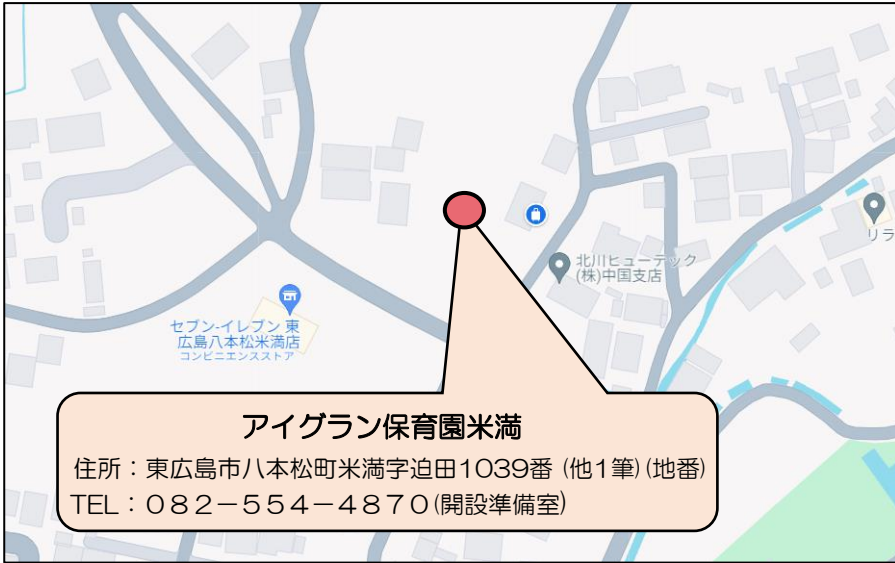 北川ヒューテック
(株)中国支店
リラ
セブン-イレブン 東
広島八本松米満店
コンビニエンスストア
アイグラン保育園米満
住所：東広島市八本松町米満字迫田1039番 (他1筆)(地番)
TEL：０８２－５５４－４８７０(開設準備室)